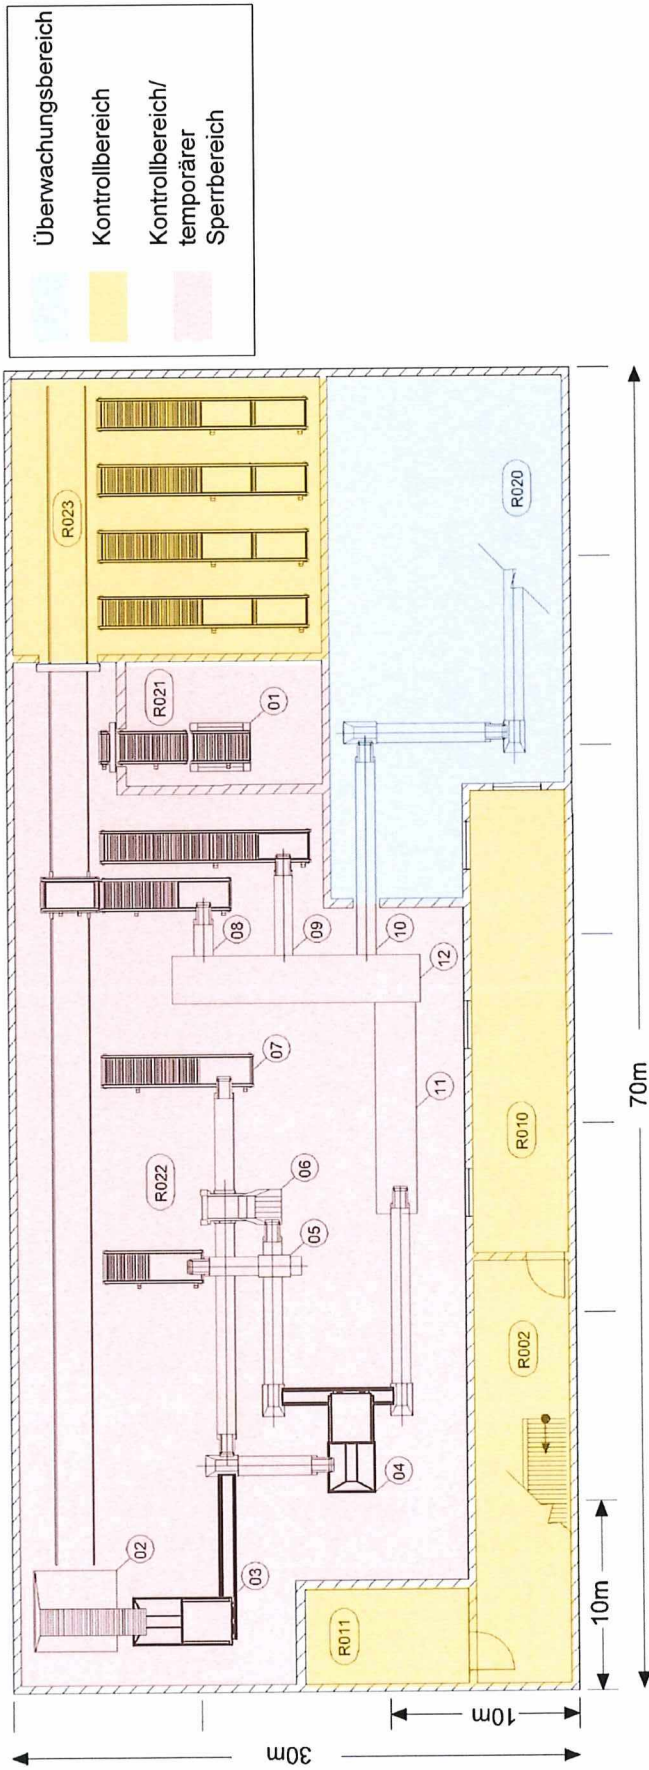 Überwachungsbereich
Kontrollbereich
Kontrollbereich/
temporärer
Sperrbereich
R023
R021
01
R020
08
09
10
12
07
11
R022
06
05
R010
R002
04
02
03
R011
10m
10m
30m
70m